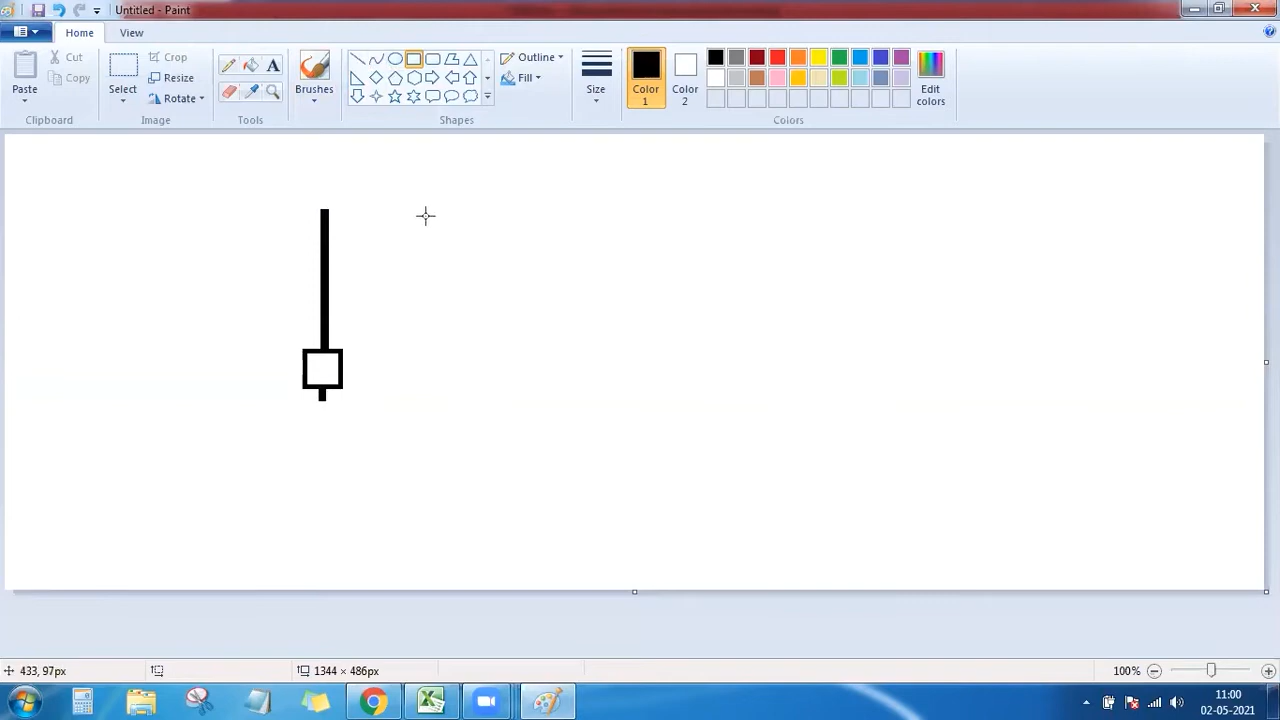 Untitled - Paint
Home View
Paste
Cut
Copy
Clipboard
Select
Crop
Resize
Rotate
Image
A
Tools
Brushes
Outline
Fill
Shapes
Size
Color
1
Color
2
Edit
colors
Colors
433, 97px
1344 × 486px
100%
11:00
02-05-2021